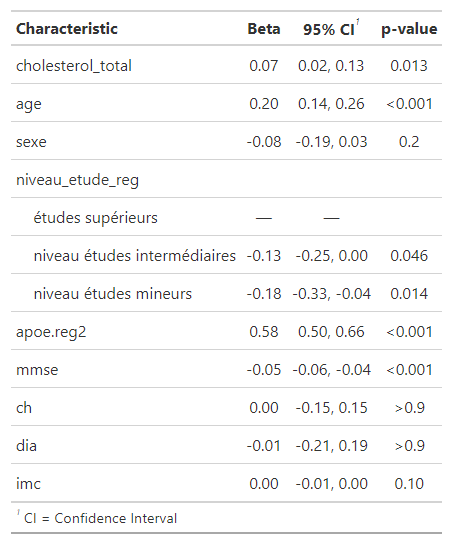 Characteristic Beta 95% CI¹ p-value
cholesterol_total 0.07 0.02, 0.13 0.013
age 0.20 0.14, 0.26 <0.001
sexe -0.08 -0.19, 0.03 0.2
niveau_etude_reg
études supérieurs — —
niveau études intermédiaires -0.13 -0.25, 0.00 0.046
niveau études mineurs -0.18 -0.33, -0.04 0.014
apoe.reg2 0.58 0.50, 0.66 <0.001
mmse -0.05 -0.06, -0.04 <0.001
ch 0.00 -0.15, 0.15 >0.9
dia -0.01 -0.21, 0.19 >0.9
imc 0.00 -0.01, 0.00 0.10
¹ CI = Confidence Interval